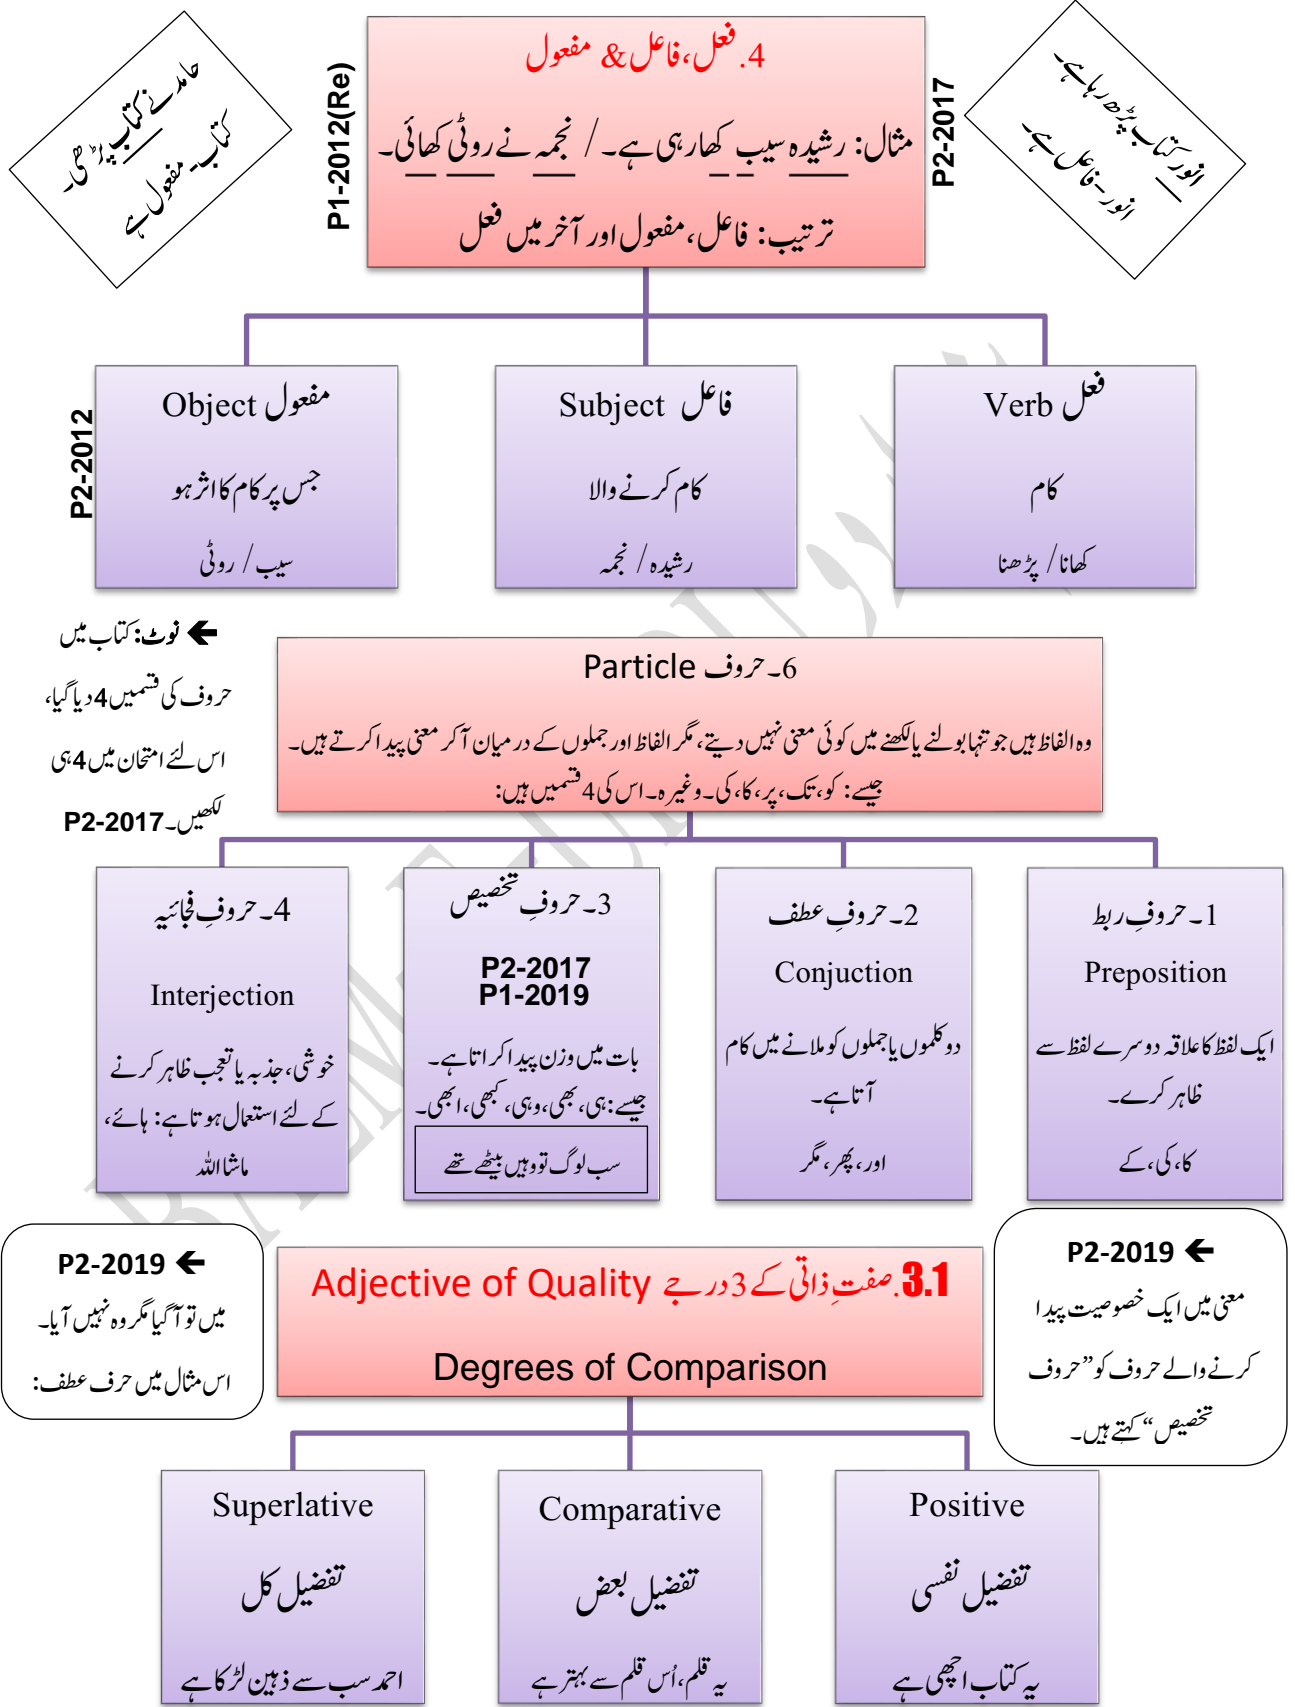 4. فعل، فاعل & مفعول
مثال: رشیدہ سیب کھا رہی ہے۔ / نجمہ نے روٹی کھائی۔
ترتیب: فاعل، مفعول اور آخر میں فعل
P2-2017
P1-2012(Re)
انور کتاب پڑھ رہا ہے۔
انور - فاعل ہے۔
حامد نے کتاب پڑھی۔
کتاب - مفعول ہے
فعل Verb
کام
کھانا / پڑھنا
فاعل Subject
کام کرنے والا
رشیدہ / نجمہ
مفعول Object
جس پر کام کا اثر ہو
سیب / روٹی
P2-2012
6۔ حروف Particle
وہ الفاظ ہیں جو تنہا بولنے یا لکھنے میں کوئی معنی نہیں دیتے، مگر الفاظ اور جملوں کے درمیان آکر معنی پیدا کرتے ہیں۔
جیسے: کو، تک، پر، کا، کی۔ وغیرہ۔ اس کی 4 قسمیں ہیں:
← نوٹ: کتاب میں
حروف کی قسمیں 4 دیا گیا،
اس لئے امتحان میں 4 ہی
لکھیں۔ P2-2017
1۔ حروفِ ربط
Preposition
ایک لفظ کا علاقہ دوسرے لفظ سے
ظاہر کرے۔
کا، کی، کے
2۔ حروفِ عطف
Conjuction
دو کلموں یا جملوں کو ملانے میں کام
آتا ہے۔
اور، پھر، مگر
3۔ حروفِ تخصیص
P2-2017
P1-2019
بات میں وزن پیدا کراتا ہے۔
جیسے: ہی، بھی، وہی، کبھی، ابھی۔
سب لوگ تو وہیں بیٹھے تھے
4۔ حروفِ فجائیہ
Interjection
خوشی، جذبہ یا تعجب ظاہر کرنے
کے لئے استعمال ہوتا ہے: ہائے،
ماشا اللہ
← P2-2019
معنی میں ایک خصوصیت پیدا
کرنے والے حروف کو ”حروف
تخصیص“ کہتے ہیں۔
3.1. صفتِ ذاتی کے 3 درجے Adjective of Quality
Degrees of Comparison
← P2-2019
میں تو آگیا مگر وہ نہیں آیا۔
اس مثال میں حرف عطف:
Positive
تفضیل نفسی
یہ کتاب اچھی ہے
Comparative
تفضیل بعض
یہ قلم، اُس قلم سے بہتر ہے
Superlative
تفضیل کل
احمد سب سے ذہین لڑکا ہے